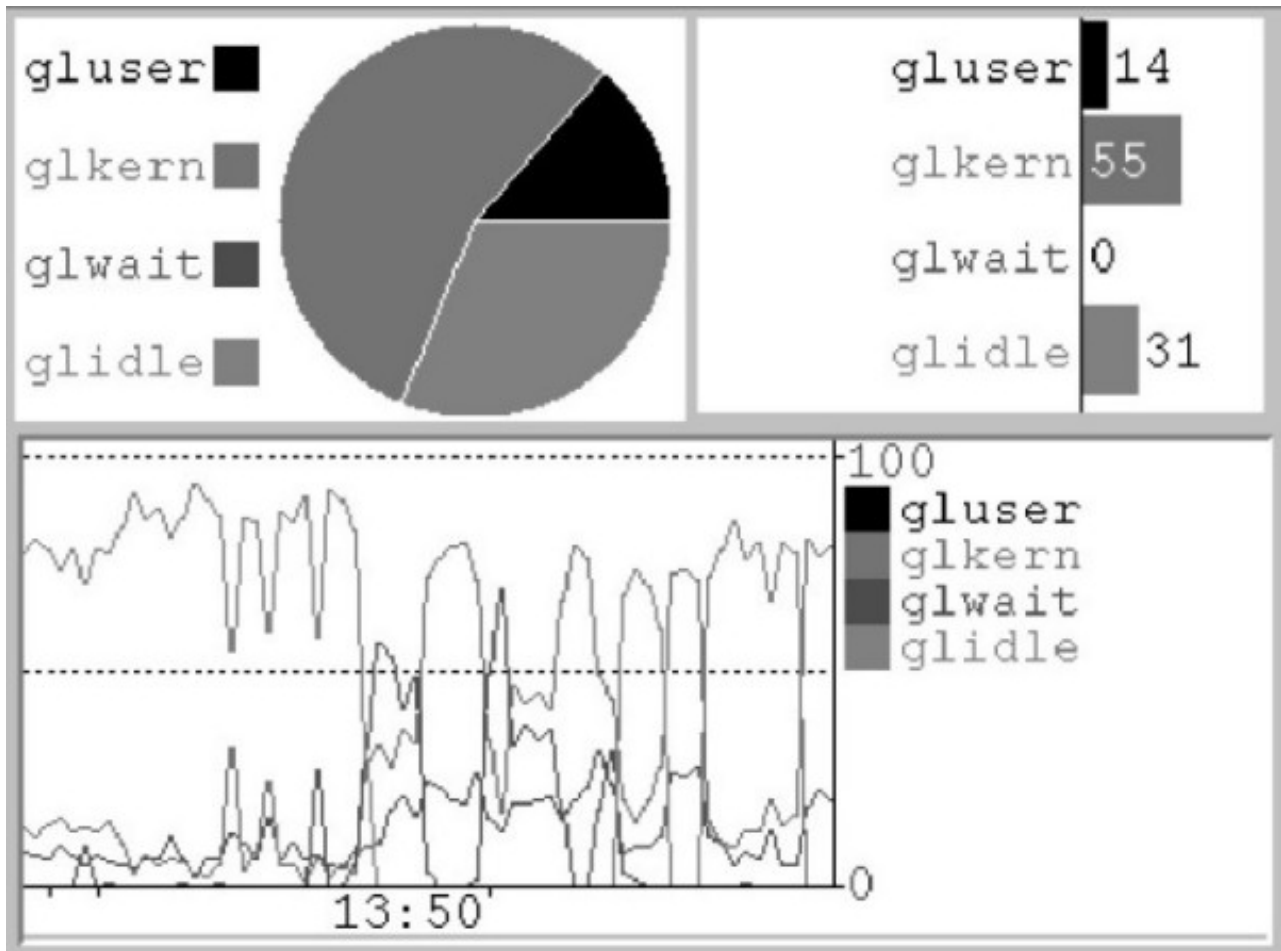 gluser
glkern
glwait
glidle
gluser 14
glkern 55
glwait 0
glidle 31
100
gluser
glkern
glwait
glidle
0
13:50